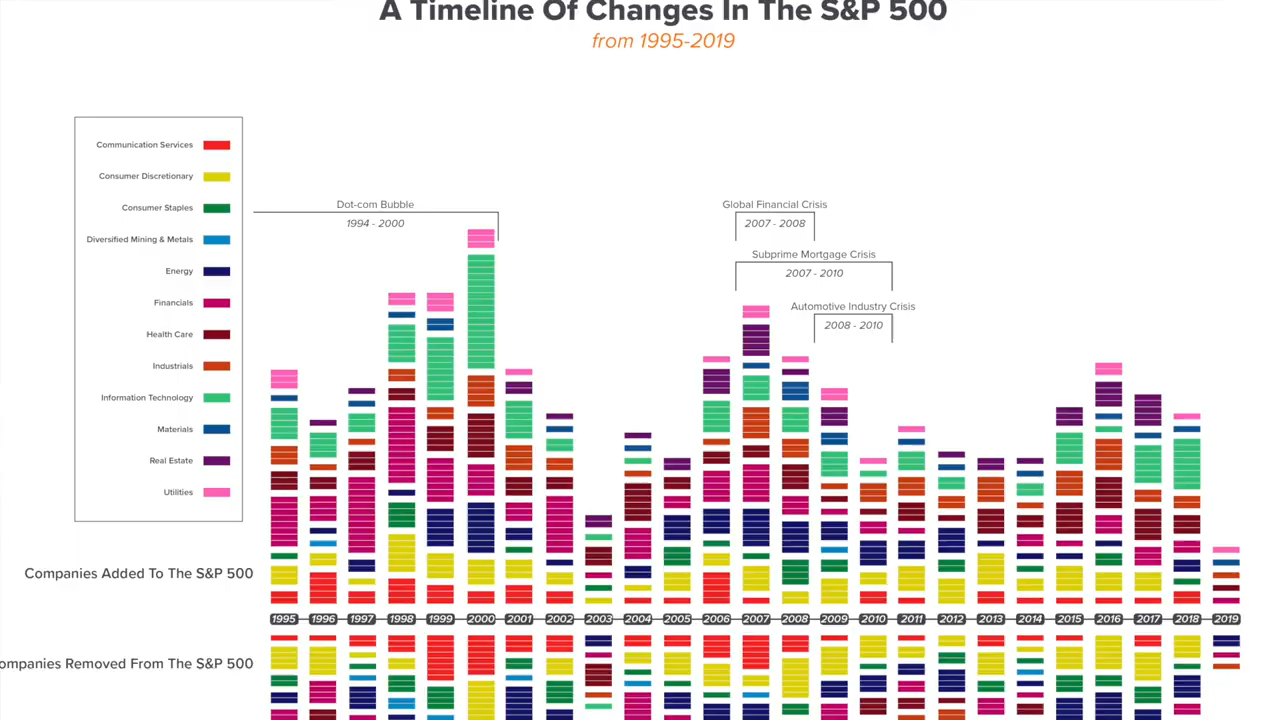 A Timeline Of Changes In The S&P 500
from 1995-2019
Communication Services
Consumer Discretionary
Consumer Staples
Diversified Mining & Metals
Energy
Financials
Health Care
Industrials
Information Technology
Materials
Real Estate
Utilities
Dot-com Bubble
1994 - 2000
Global Financial Crisis
2007 - 2008
Subprime Mortgage Crisis
2007 - 2010
Automotive Industry Crisis
2008 - 2010
Companies Added To The S&P 500
1995 1996 1997 1998 1999 2000 2001 2002 2003 2004 2005 2006 2007 2008 2009 2010 2011 2012 2013 2014 2015 2016 2017 2018 2019
ompanies Removed From The S&P 500